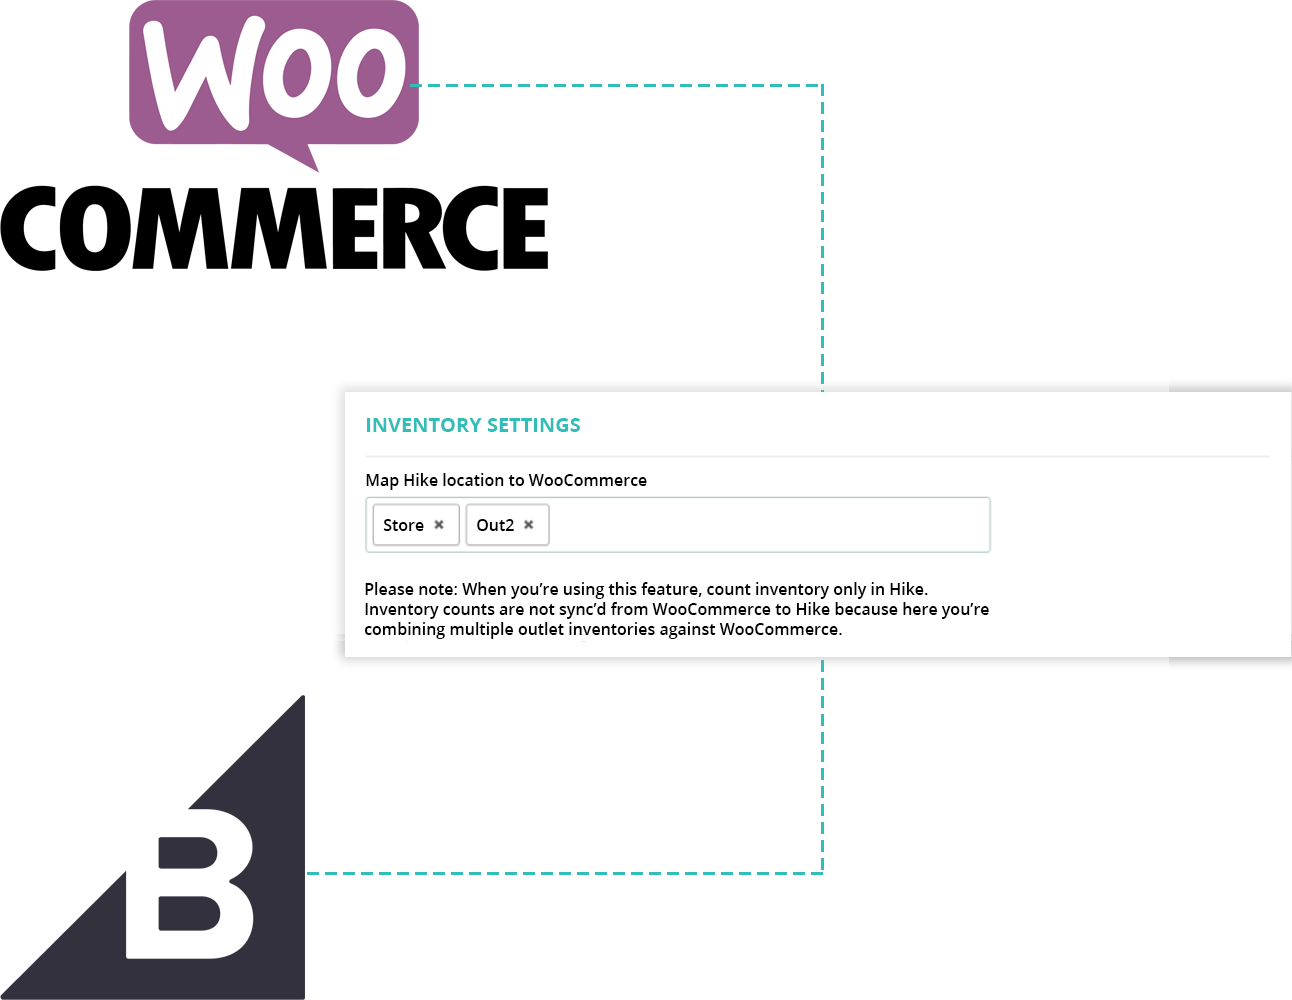 Woo
COMMERCE
INVENTORY SETTINGS
Map Hike location to WooCommerce
Store ✖ Out2 ✖
Please note: When you’re using this feature, count inventory only in Hike.
Inventory counts are not sync’d from WooCommerce to Hike because here you’re
combining multiple outlet inventories against WooCommerce.
B